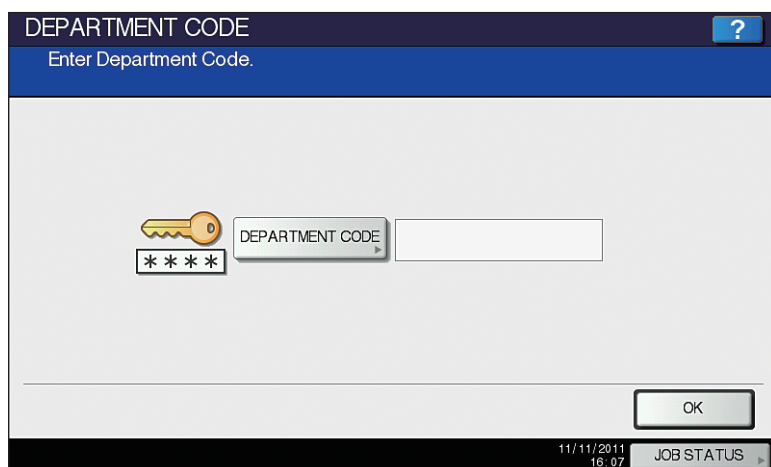 DEPARTMENT CODE
?
Enter Department Code.
DEPARTMENT CODE
****
OK
11/11/2011
16:07
JOB STATUS